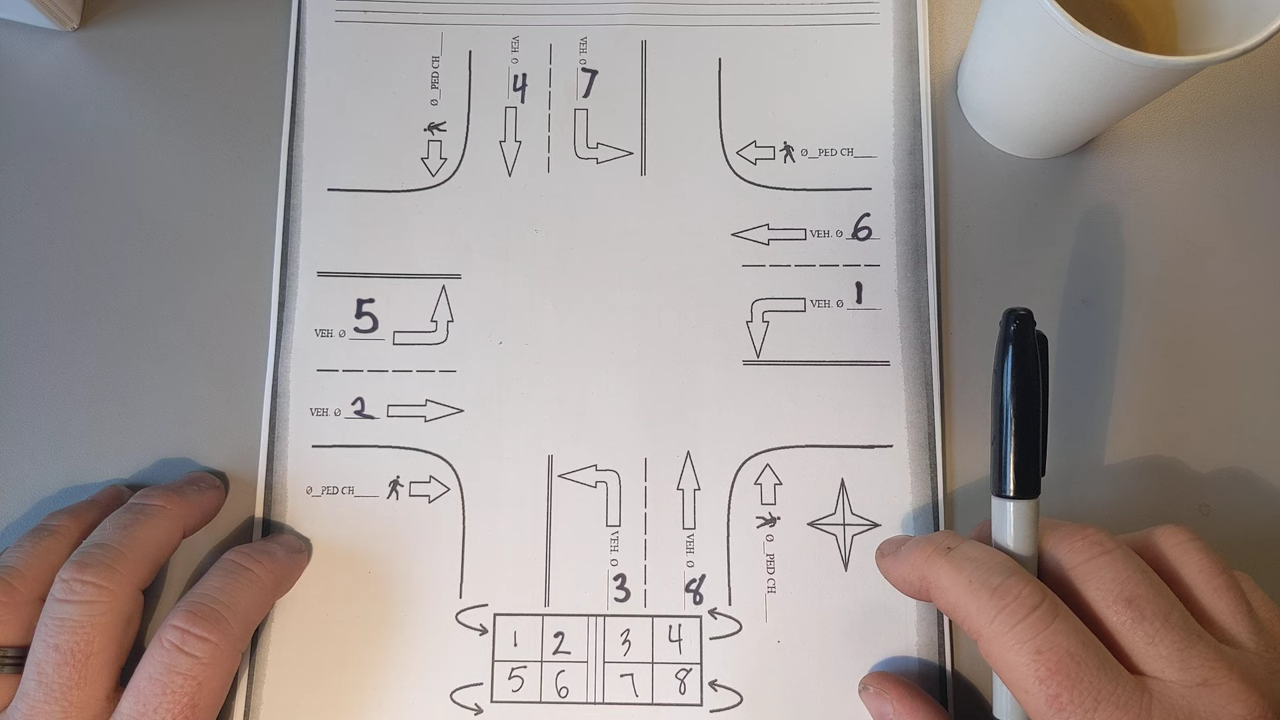 Ø__PED CH____
VEH. Ø 4
VEH. Ø 7
Ø__PED CH____
VEH. Ø 6
VEH. Ø 1
VEH. Ø 5
VEH. Ø 2
Ø__PED CH____
VEH. Ø 3
VEH. Ø 8
Ø__PED CH____
1 2 3 4
5 6 7 8